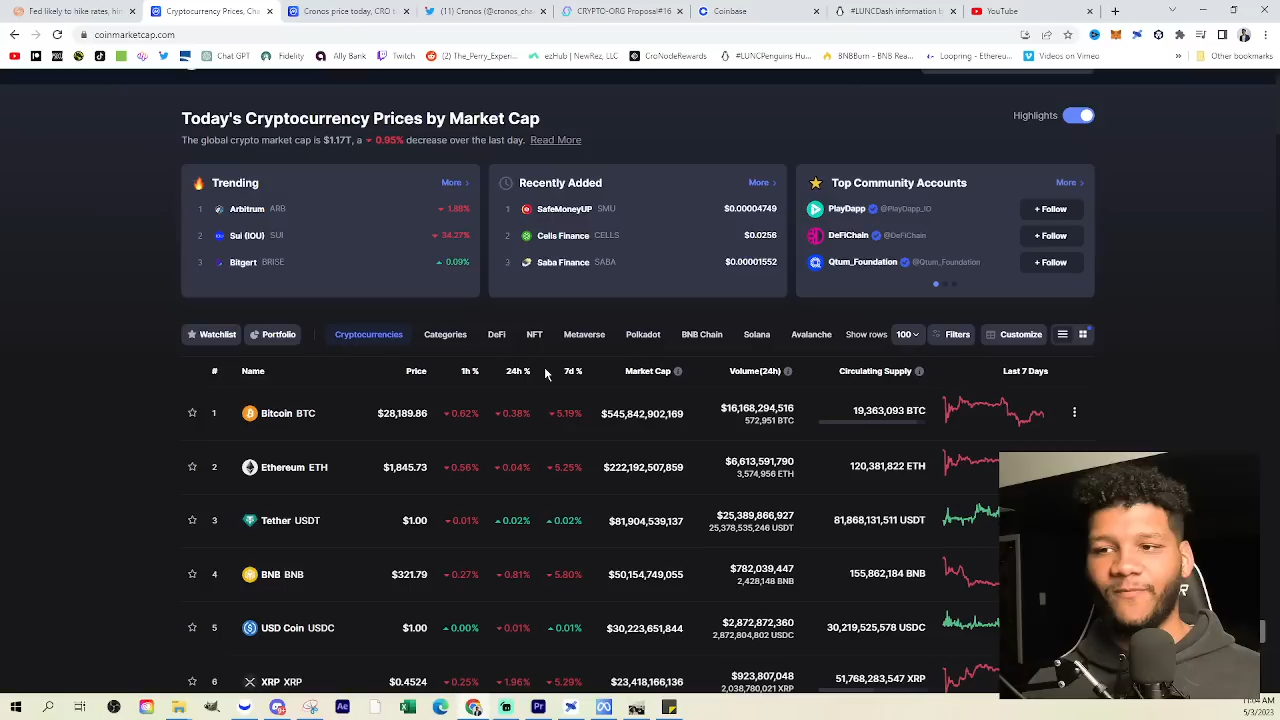 Fed likely to hike rates, hin
Cryptocurrency Prices, Cha
Cronos price today, CRO t
(11) Cronos (@cronos_cha
CRYPTO-ORG Proposal#16
Coinbase
#LUNCDash information b
YouTube
coinmarketcap.com
Chat GPT
Fidelity
Ally Bank
Twitch
(2) The_Perry_Exper...
ezHub | NewRez, LLC
CroNodeRewards
#LUNCPenguins Hu...
BNBBurn - BNB Rea...
Loopring - Ethereu...
Videos on Vimeo
»
Other bookmarks
Today's Cryptocurrency Prices by Market Cap
Highlights
The global crypto market cap is $1.17T, a 0.95% decrease over the last day. Read More
Trending More
1 Arbitrum ARB 1.88%
2 Sui (IOU) SUI 34.27%
3 Bitgert BRISE 0.09%
Recently Added More
1 SafeMoneyUP SMU $0.00004749
2 Cells Finance CELLS $0.0256
3 Saba Finance SABA $0.00001552
Top Community Accounts More
PlayDapp @PlayDapp_IO + Follow
DeFiChain @DeFiChain + Follow
Qtum_Foundation @Qtum_Foundation + Follow
Watchlist Portfolio Cryptocurrencies Categories DeFi NFT Metaverse Polkadot BNB Chain Solana Avalanche Show rows 100 Filters Customize
# Name Price 1h % 24h % 7d % Market Cap Volume(24h) Circulating Supply Last 7 Days
1 Bitcoin BTC $28,189.86 0.62% 0.38% 5.19% $545,842,902,169 $16,168,294,516 19,363,093 BTC
572,951 BTC
2 Ethereum ETH $1,845.73 0.56% 0.04% 5.25% $222,192,507,859 $6,613,591,790 120,381,822 ETH
3,574,956 ETH
3 Tether USDT $1.00 0.01% 0.02% 0.02% $81,904,539,137 $25,389,866,927 81,868,131,511 USDT
25,378,535,246 USDT
4 BNB BNB $321.79 0.27% 0.81% 5.80% $50,154,749,055 $782,039,447 155,862,184 BNB
2,428,148 BNB
5 USD Coin USDC $1.00 0.00% 0.01% 0.01% $30,223,651,844 $2,872,872,360 30,219,525,578 USDC
2,872,804,802 USDC
6 XRP XRP $0.4524 0.25% 1.96% 5.29% $23,418,166,136 $923,807,048 51,768,283,547 XRP
2,038,780,021 XRP
AM
5/3/2023